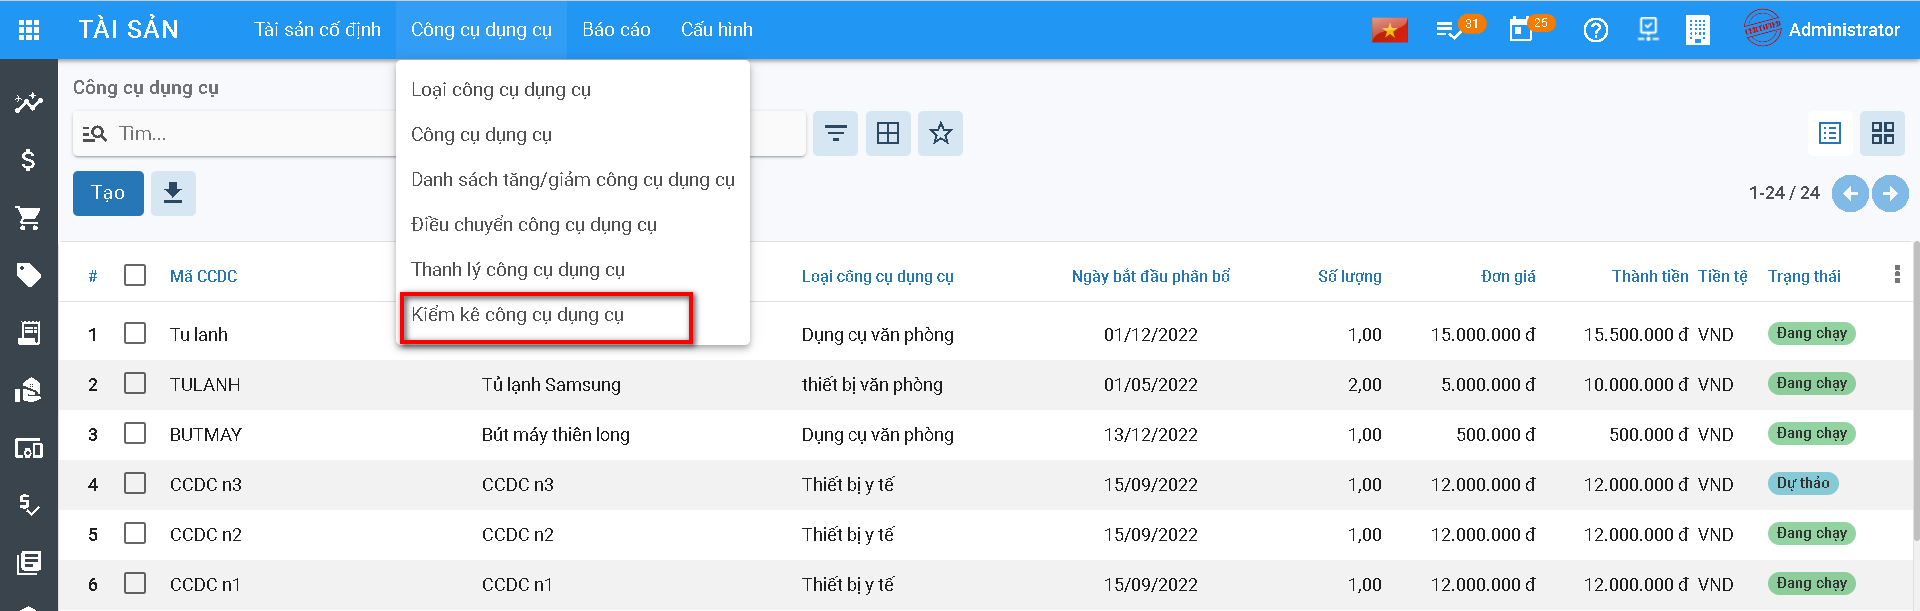 TÀI SẢN Tài sản cố định Công cụ dụng cụ Báo cáo Cấu hình 31 25 CERTIFIED Administrator
Công cụ dụng cụ
Tìm...
Loại công cụ dụng cụ
Công cụ dụng cụ
Danh sách tăng/giảm công cụ dụng cụ
Điều chuyển công cụ dụng cụ
Thanh lý công cụ dụng cụ
Kiểm kê công cụ dụng cụ
Tạo
1-24 / 24
# Mã CCDC Loại công cụ dụng cụ Ngày bắt đầu phân bổ Số lượng Đơn giá Thành tiền Tiền tệ Trạng thái
1 Tu lanh Dụng cụ văn phòng 01/12/2022 1,00 15.000.000 đ 15.500.000 đ VND Đang chạy
2 TULANH Tủ lạnh Samsung thiết bị văn phòng 01/05/2022 2,00 5.000.000 đ 10.000.000 đ VND Đang chạy
3 BUTMAY Bút máy thiên long Dụng cụ văn phòng 13/12/2022 1,00 500.000 đ 500.000 đ VND Đang chạy
4 CCDC n3 CCDC n3 Thiết bị y tế 15/09/2022 1,00 12.000.000 đ 12.000.000 đ VND Dự thảo
5 CCDC n2 CCDC n2 Thiết bị y tế 15/09/2022 1,00 12.000.000 đ 12.000.000 đ VND Đang chạy
6 CCDC n1 CCDC n1 Thiết bị y tế 15/09/2022 1,00 12.000.000 đ 12.000.000 đ VND Đang chạy